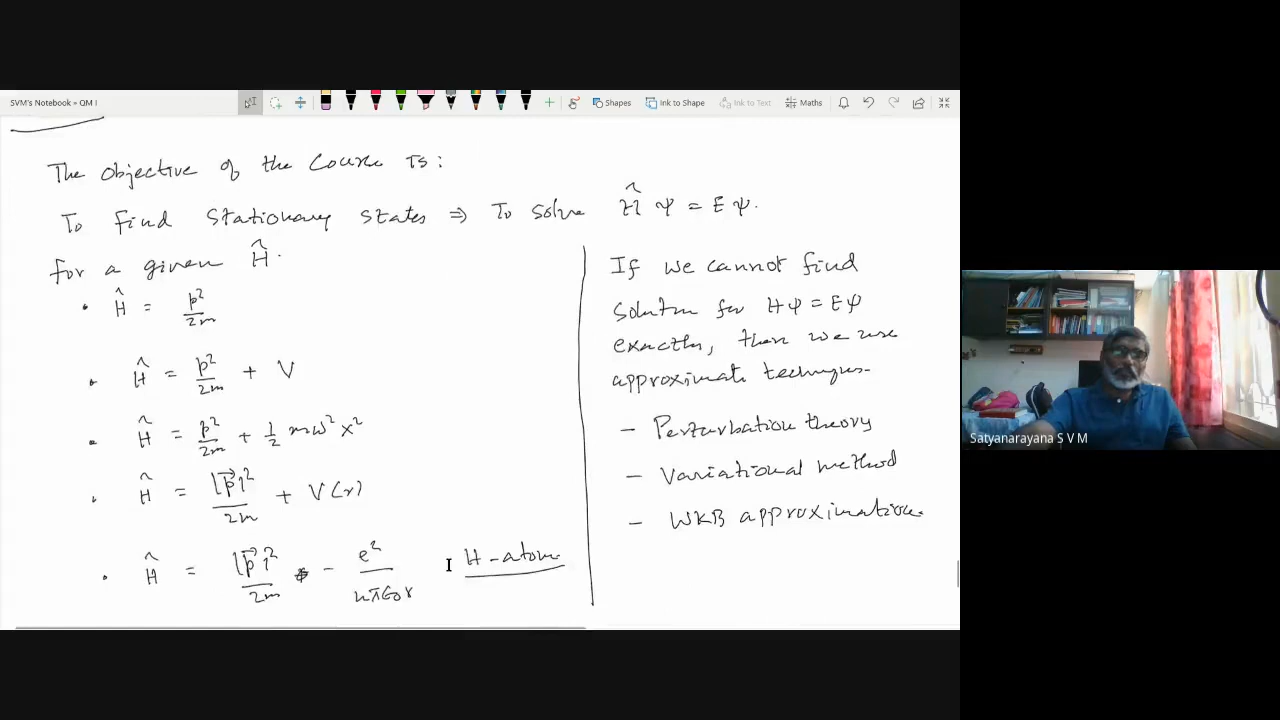 SVM's Notebook » QM I
Shapes Ink to Shape Ink to Text Maths
The objective of the course is:
To find stationary states ⇒ To solve Ĥ ψ = E ψ.
for a given Ĥ.
• Ĥ = p²/2m
• Ĥ = p²/2m + V
• Ĥ = p²/2m + 1/2 mω² x²
• Ĥ = |p⃗|²/2m + V(r)
• Ĥ = |p⃗|²/2m - e²/4πε₀r H-atom
If we cannot find
solution for Hψ = Eψ
exactly, then we use
approximate techniques.
- Perturbation theory
- Variational method
- WKB approximation.
Satyanarayana S V M